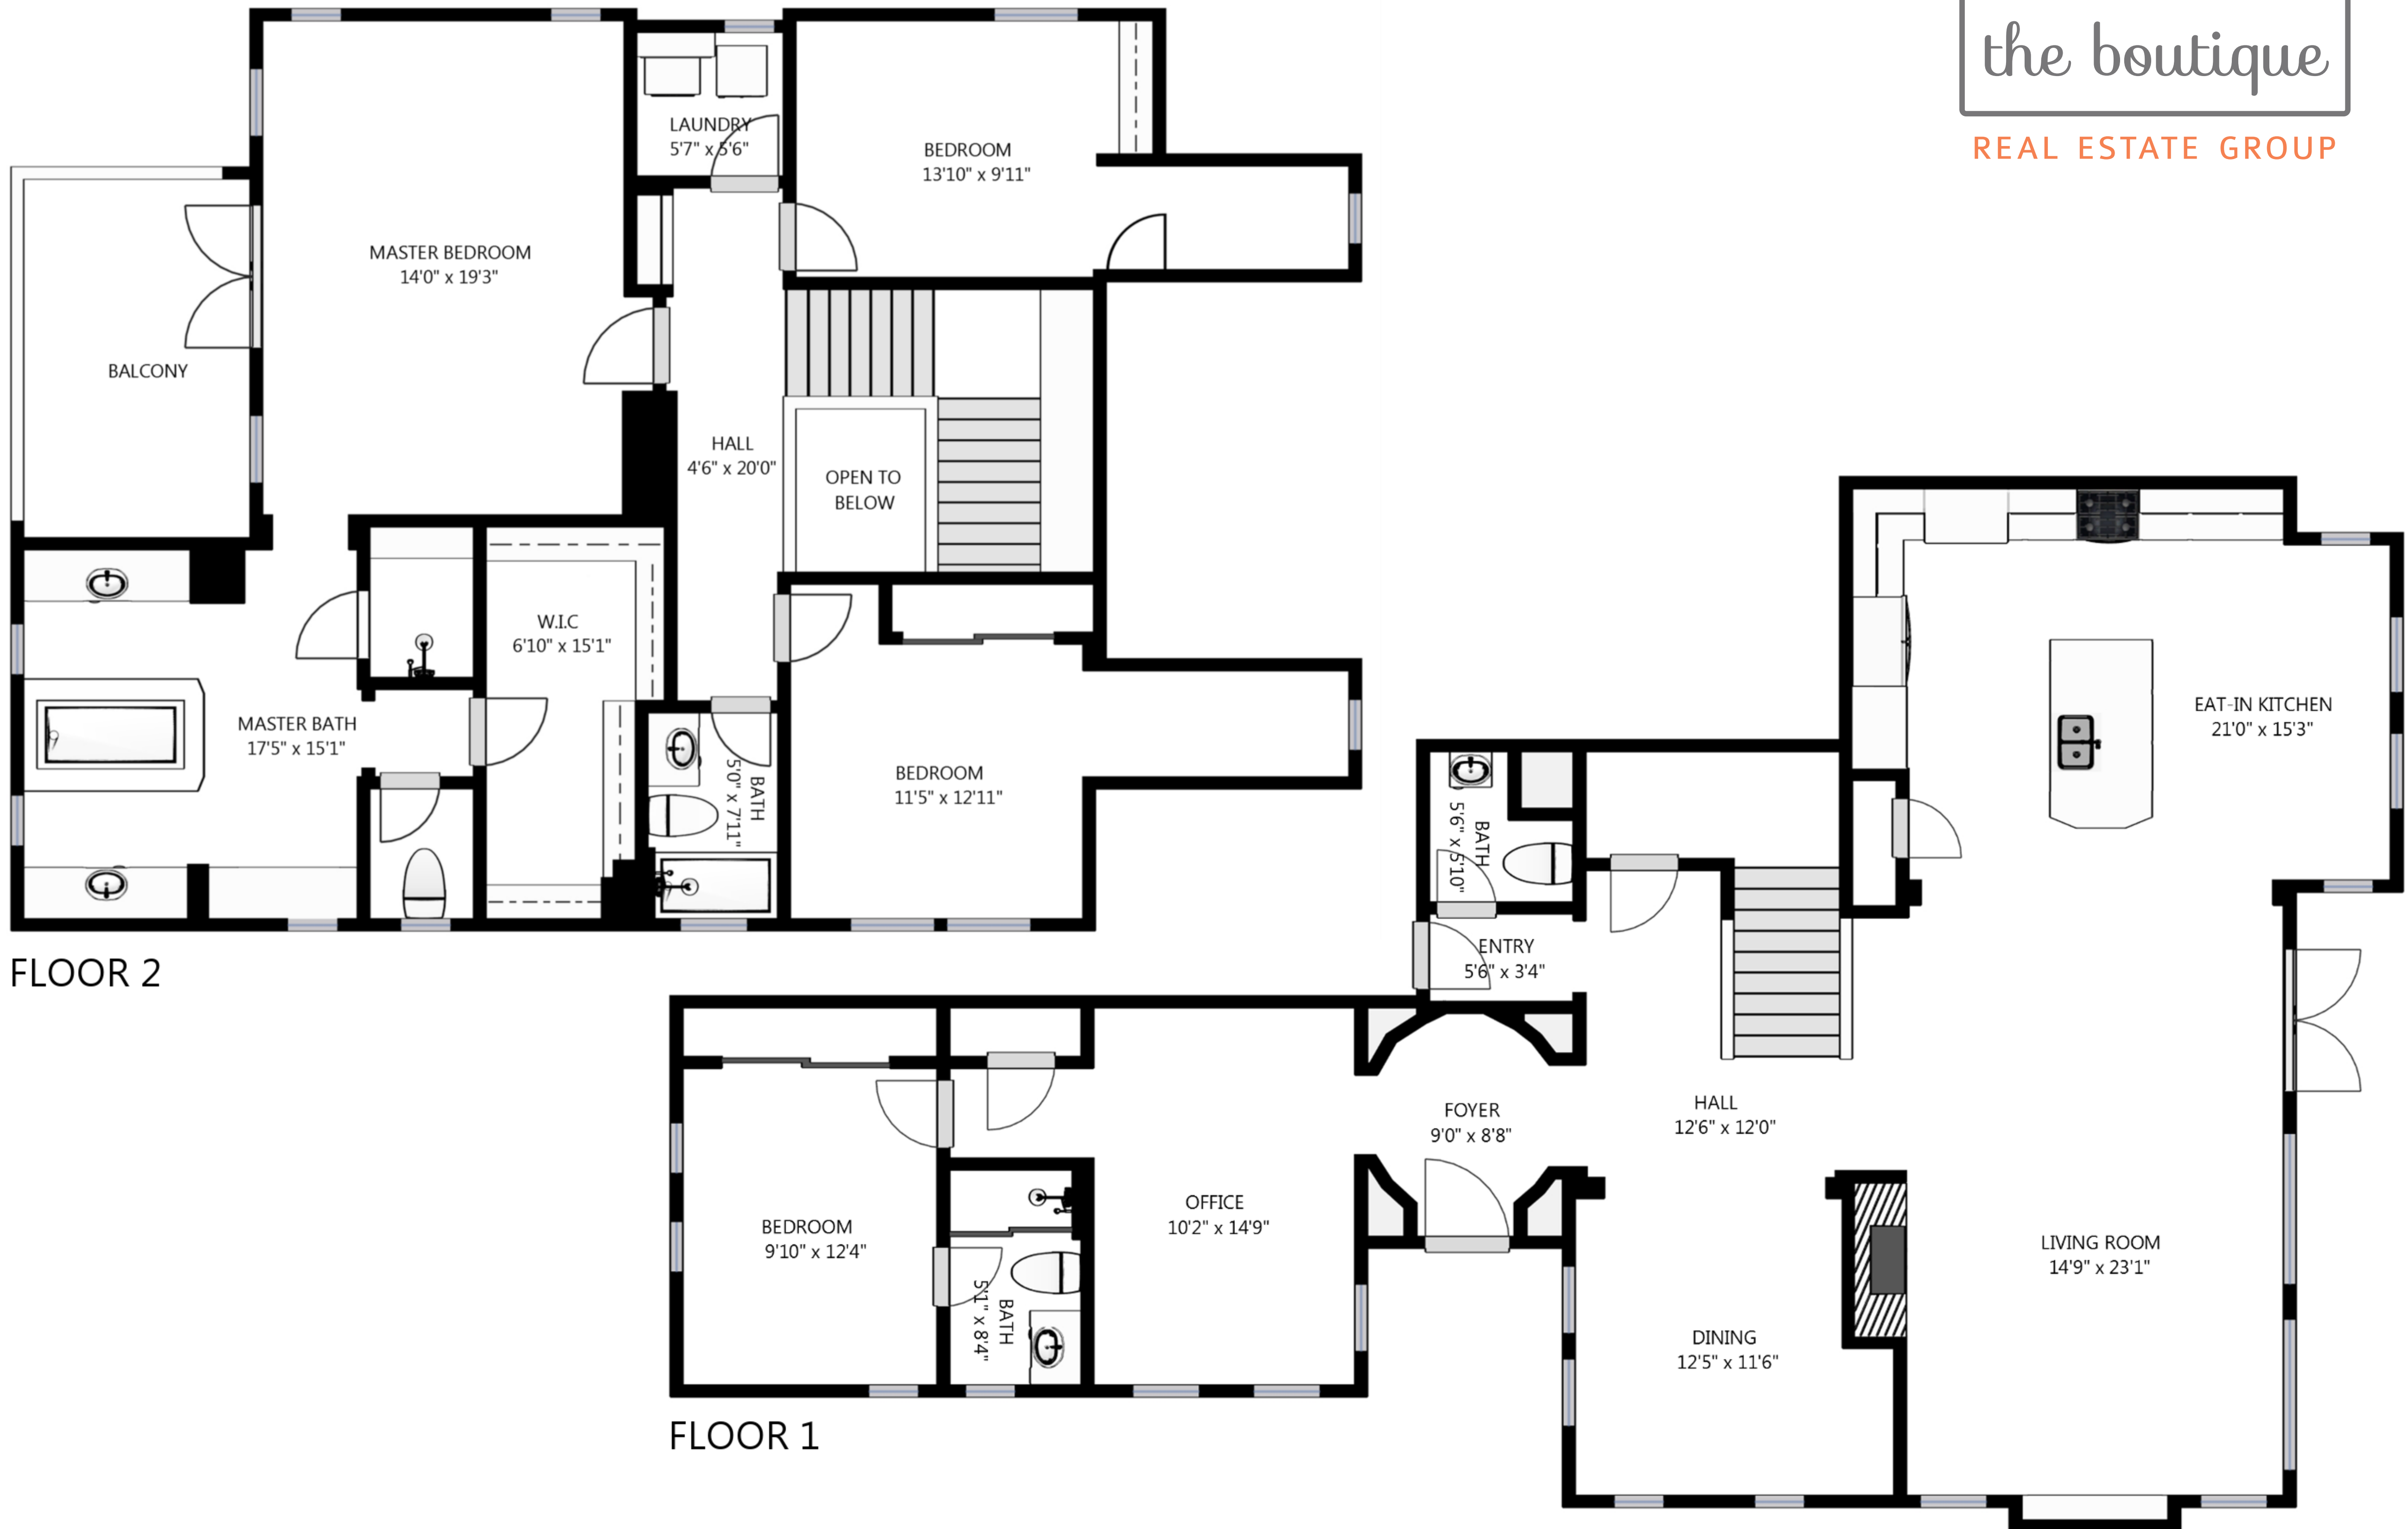 the boutique
REAL ESTATE GROUP
LAUNDRY
5'7" x 5'6"
BEDROOM
13'10" x 9'11"
MASTER BEDROOM
14'0" x 19'3"
BALCONY
HALL
4'6" x 20'0"
OPEN TO
BELOW
W.I.C
6'10" x 15'1"
MASTER BATH
17'5" x 15'1"
BATH
5'0" x 7'11"
BEDROOM
11'5" x 12'11"
FLOOR 2
EAT-IN KITCHEN
21'0" x 15'3"
BATH
5'6" x 5'10"
ENTRY
5'6" x 3'4"
FOYER
9'0" x 8'8"
HALL
12'6" x 12'0"
OFFICE
10'2" x 14'9"
BEDROOM
9'10" x 12'4"
BATH
5'1" x 8'4"
LIVING ROOM
14'9" x 23'1"
DINING
12'5" x 11'6"
FLOOR 1